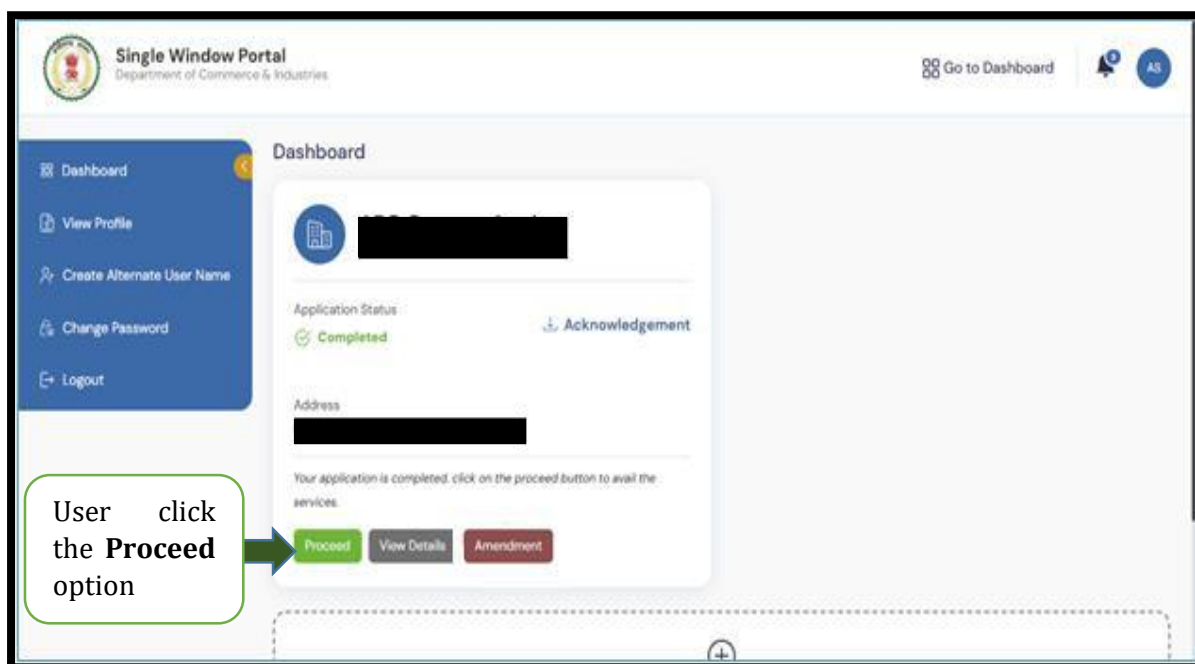 Single Window Portal
Department of Commerce & Industries
Go to Dashboard
3
AS
Dashboard
View Profile
Create Alternate User Name
Change Password
Logout
Dashboard
Application Status
Completed
Acknowledgement
Address
Your application is completed. click on the proceed button to avail the
services.
Proceed
View Details
Amendment
User click
the Proceed
option